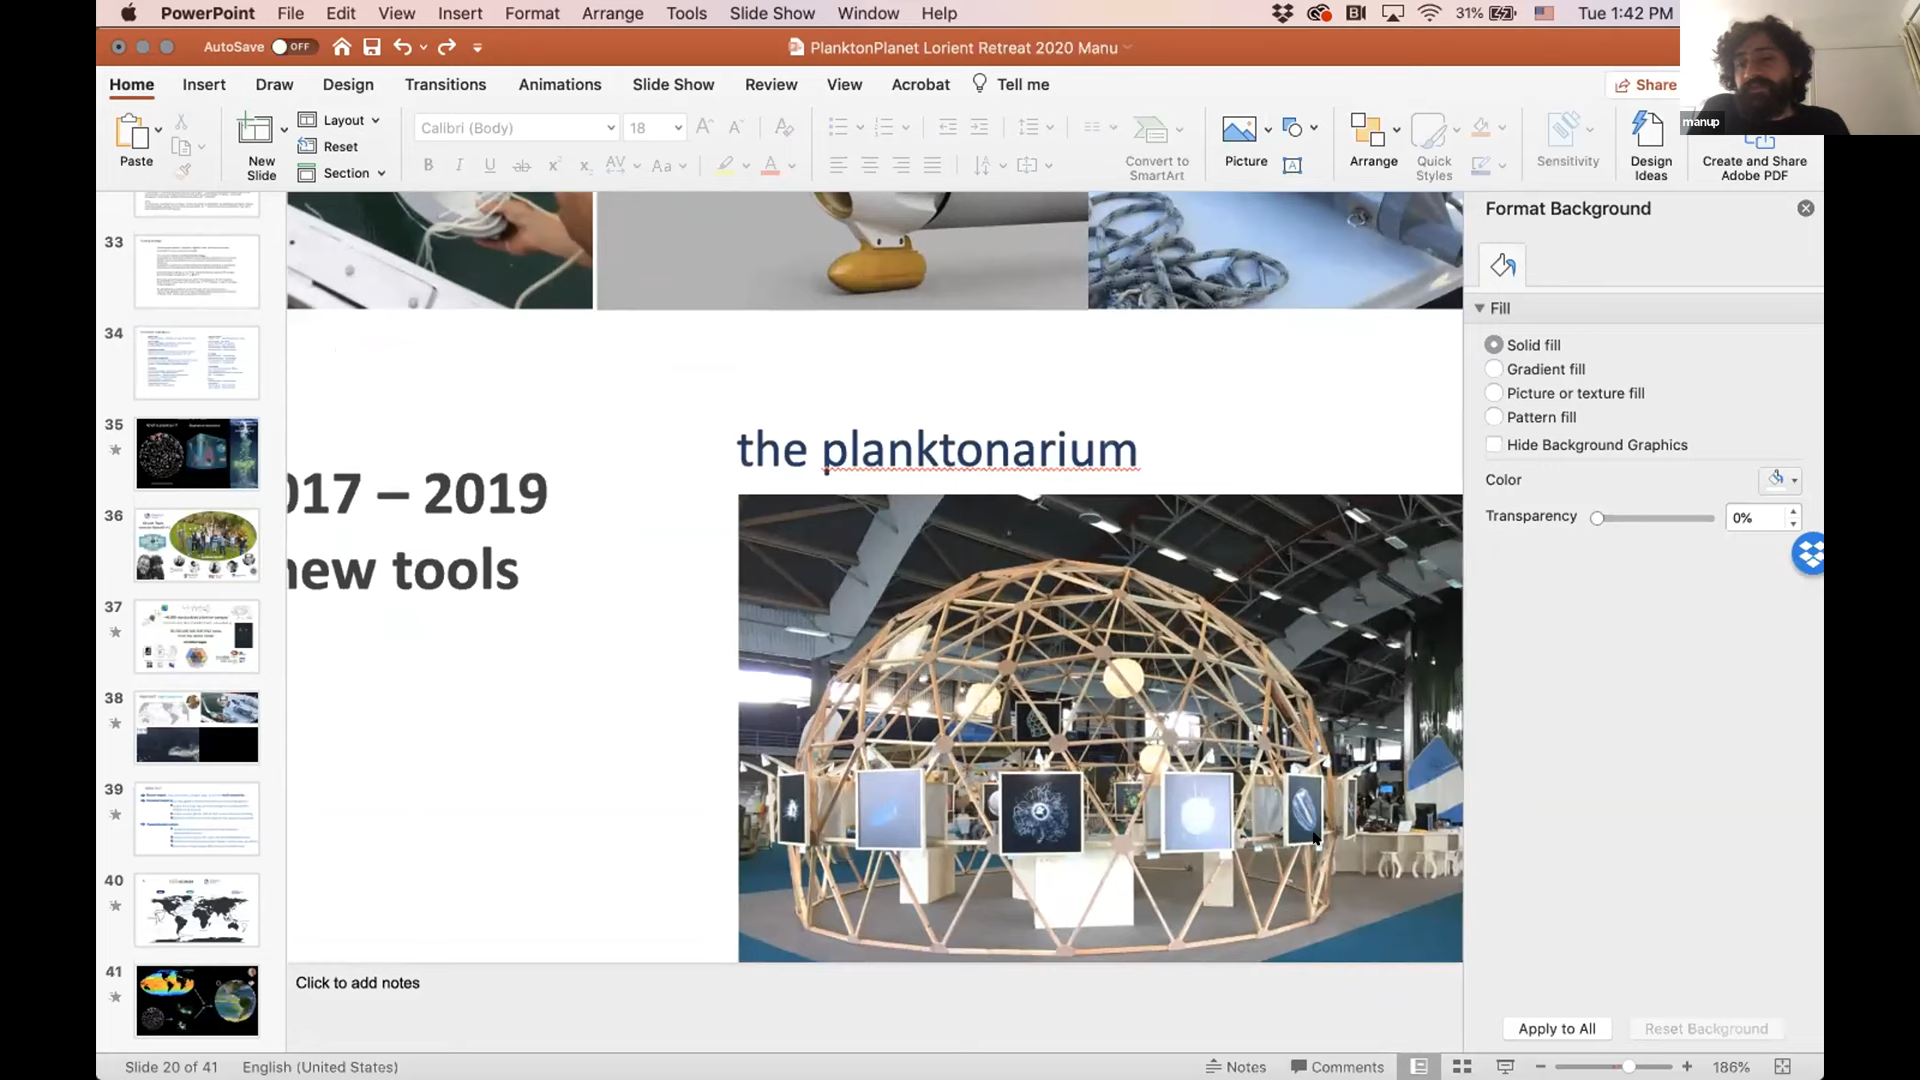 PowerPoint File Edit View Insert Format Arrange Tools Slide Show Window Help 31% Tue 1:42 PM
AutoSave OFF PlanktonPlanet Lorient Retreat 2020 Manu
Home Insert Draw Design Transitions Animations Slide Show Review View Acrobat Tell me Share
manup
Paste
New Slide
Layout
Reset
Section
Calibri (Body) 18
Convert to SmartArt
Picture
Arrange
Quick Styles
Sensitivity
Design Ideas
Create and Share Adobe PDF
33
34
35
36
37
38
39
40
41
017 – 2019
new tools
the planktonarium
Click to add notes
Format Background
Fill
Solid fill
Gradient fill
Picture or texture fill
Pattern fill
Hide Background Graphics
Color
Transparency 0%
Apply to All Reset Background
Slide 20 of 41 English (United States) Notes Comments 186%